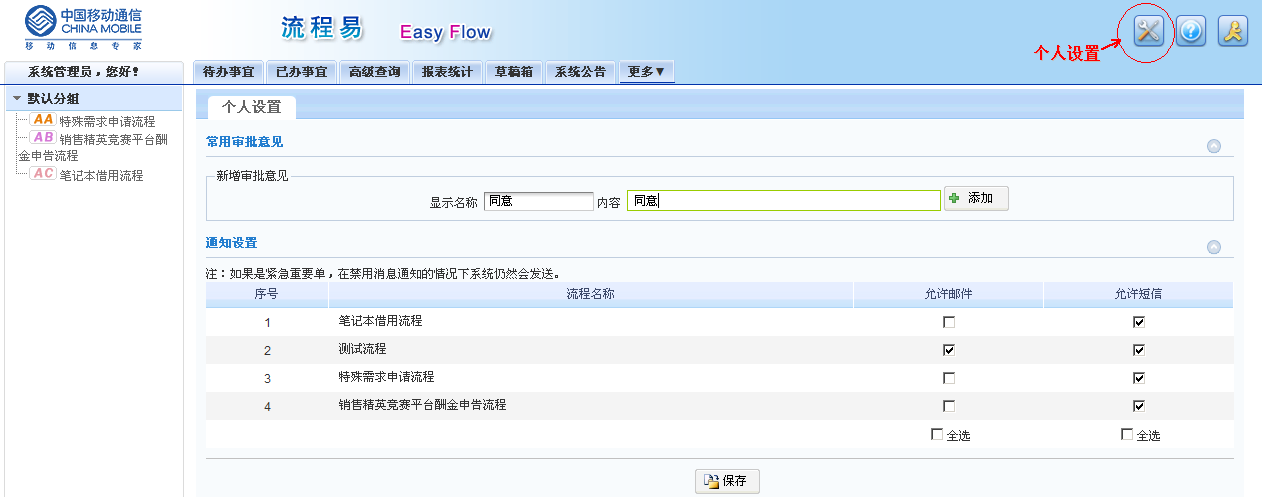 中国移动通信
CHINA MOBILE
移动信息专家
流程易 Easy Flow
个人设置
系统管理员，您好！
待办事宜 已办事宜 高级查询 报表统计 草稿箱 系统公告 更多▼
默认分组
AA 特殊需求申请流程
AB 销售精英竞赛平台酬
金申告流程
AC 笔记本借用流程
个人设置
常用审批意见
新增审批意见
显示名称 同意 内容 同意 添加
通知设置
注：如果是紧急重要单，在禁用消息通知的情况下系统仍然会发送。
序号 流程名称 允许邮件 允许短信
1 笔记本借用流程
2 测试流程
3 特殊需求申请流程
4 销售精英竞赛平台酬金申告流程
全选 全选
保存